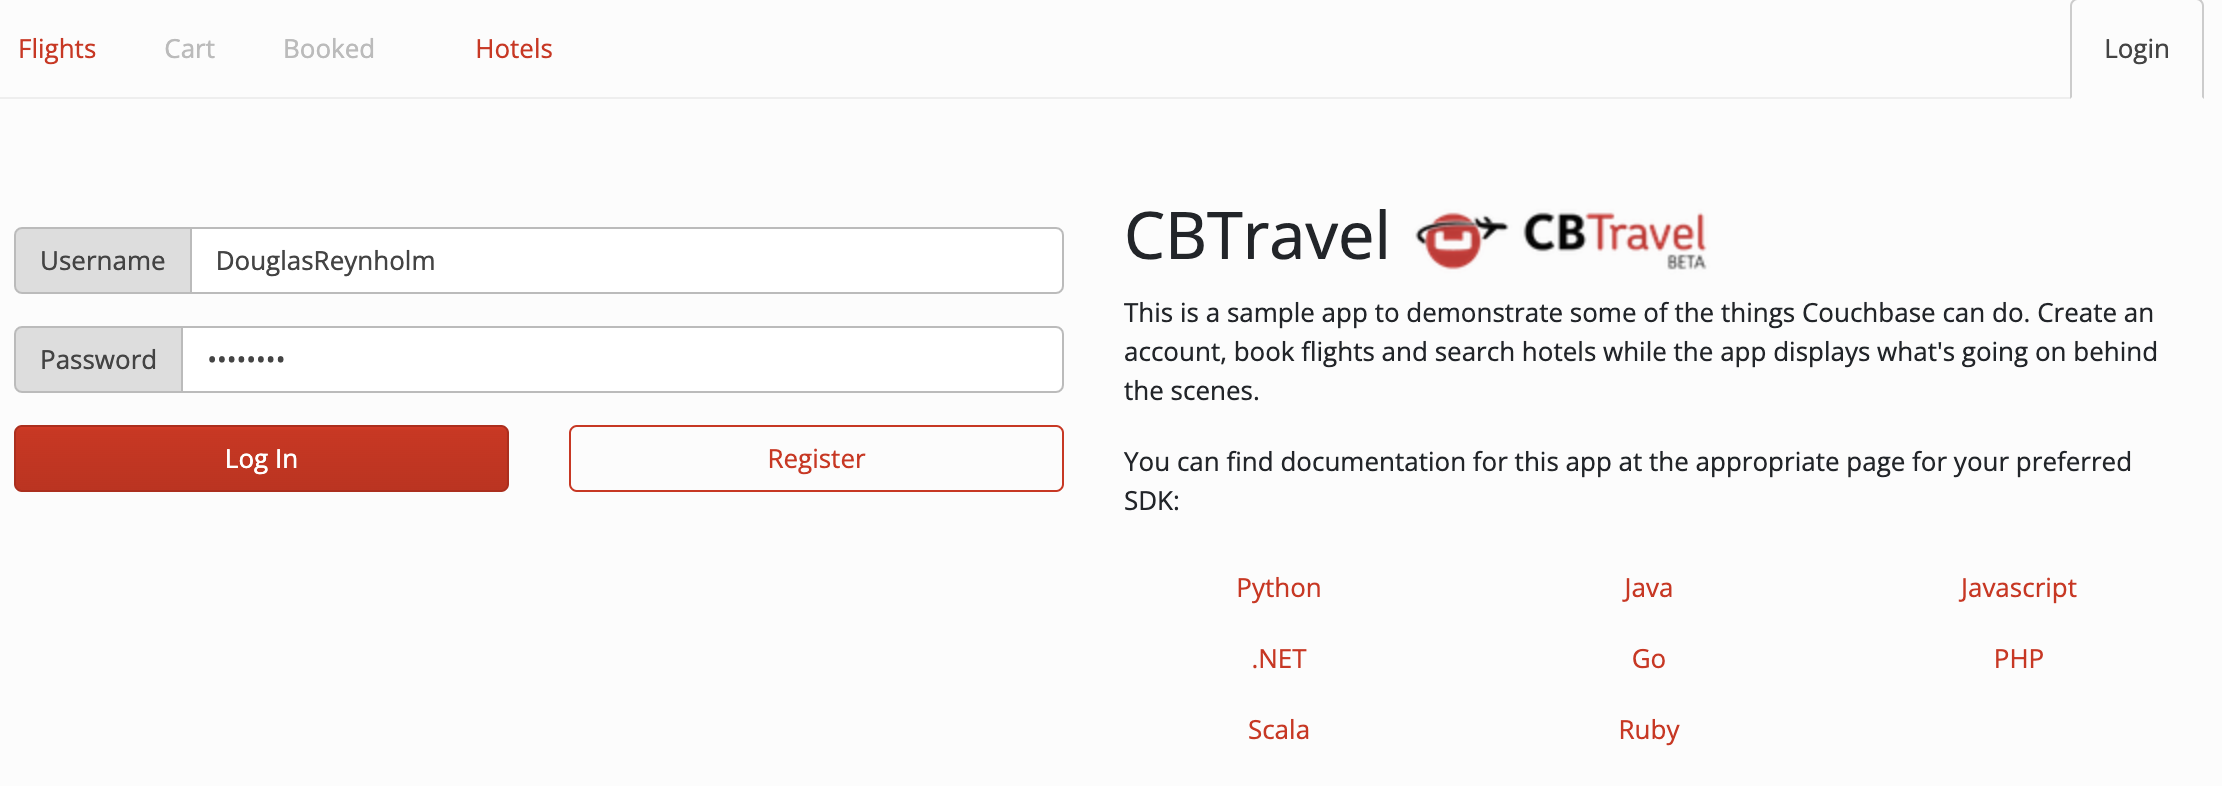 Flights Cart Booked Hotels Login
Username DouglasReynholm
Password ••••••••
Log In Register
CBTravel CBTravel
BETA
This is a sample app to demonstrate some of the things Couchbase can do. Create an
account, book flights and search hotels while the app displays what's going on behind
the scenes.
You can find documentation for this app at the appropriate page for your preferred
SDK:
Python Java Javascript
.NET Go PHP
Scala Ruby